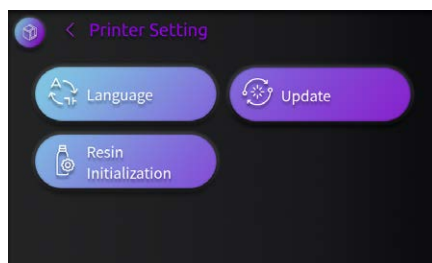 Printer Setting
Language
Update
Resin
Initialization